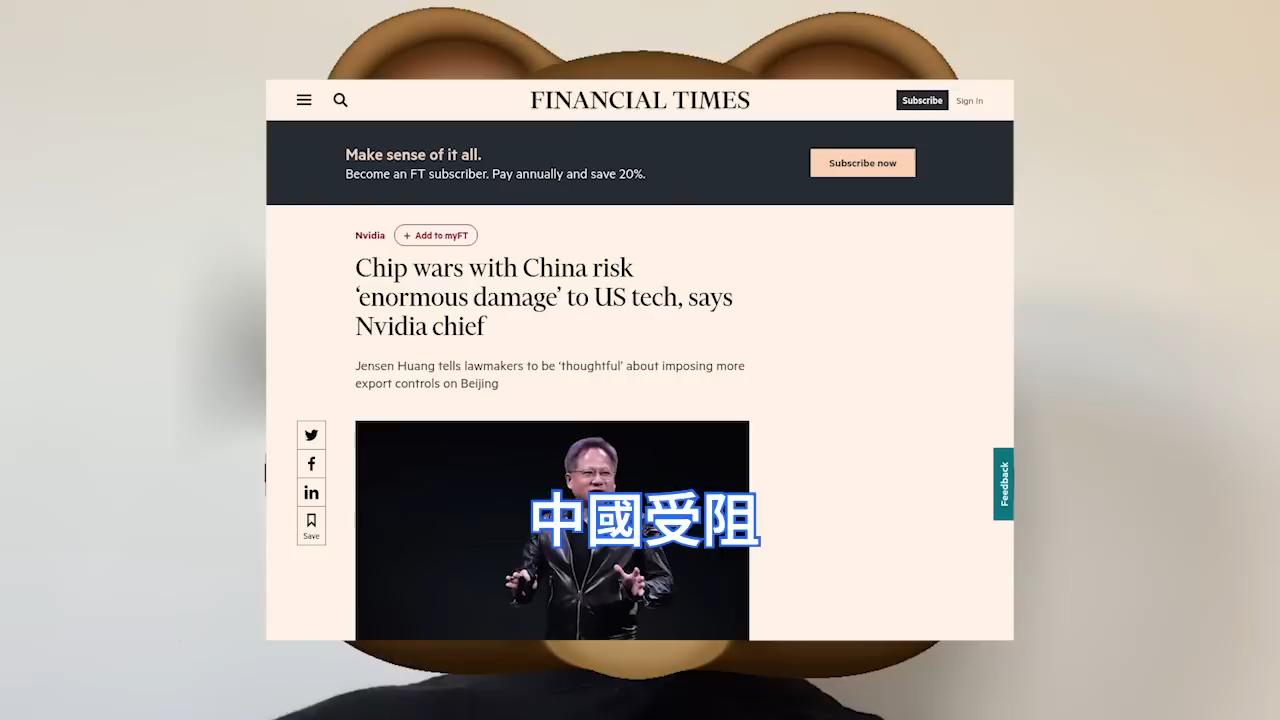 FINANCIAL TIMES
Subscribe
Sign In
Make sense of it all.
Become an FT subscriber. Pay annually and save 20%.
Subscribe now
Nvidia
+ Add to myFT
Chip wars with China risk
‘enormous damage’ to US tech, says
Nvidia chief
Jensen Huang tells lawmakers to be ‘thoughtful’ about imposing more
export controls on Beijing
Save
Feedback
中國受阻